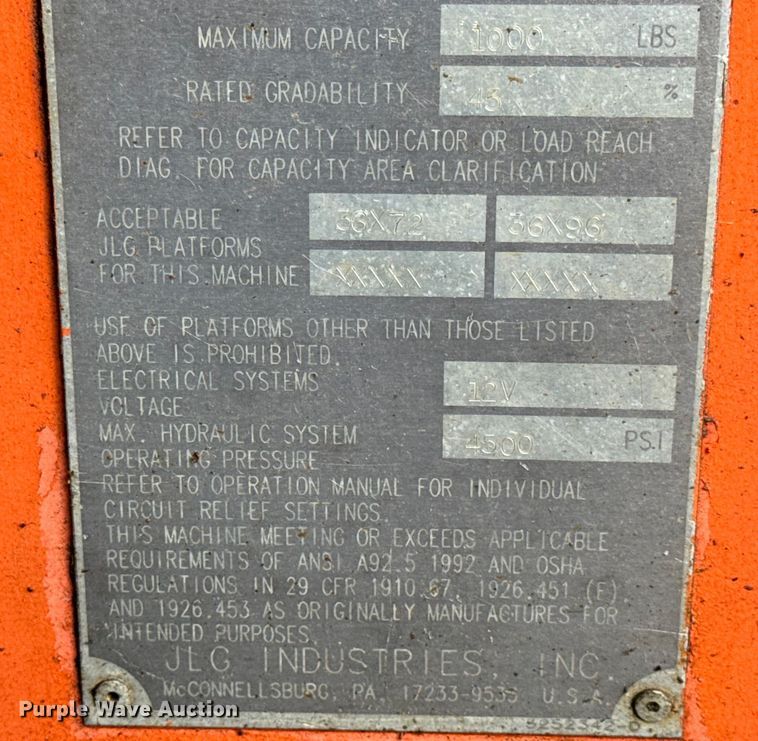 MAXIMUM CAPACITY 1000 LBS
RATED GRADABILITY 45 %
REFER TO CAPACITY INDICATOR OR LOAD REACH
DIAG. FOR CAPACITY AREA CLARIFICATION
ACCEPTABLE 36X72 36X96
JLG PLATFORMS
FOR THIS MACHINE XXXXX XXXXX
USE OF PLATFORMS OTHER THAN THOSE LISTED
ABOVE IS PROHIBITED.
ELECTRICAL SYSTEMS 12V
VOLTAGE
MAX. HYDRAULIC SYSTEM 4500 PSI
OPERATING PRESSURE
REFER TO OPERATION MANUAL FOR INDIVIDUAL
CIRCUIT RELIEF SETTINGS.
THIS MACHINE MEETING OR EXCEEDS APPLICABLE
REQUIREMENTS OF ANSI A92.5 1992 AND OSHA
REGULATIONS IN 29 CFR 1910.67, 1926.451 (F),
AND 1926.453 AS ORIGINALLY MANUFACTURES FOR
INTENDED PURPOSES.
JLG INDUSTRIES, INC.
McCONNELLSBURG, PA. 17233-9533 U.S.A.
Purple Wave Auction